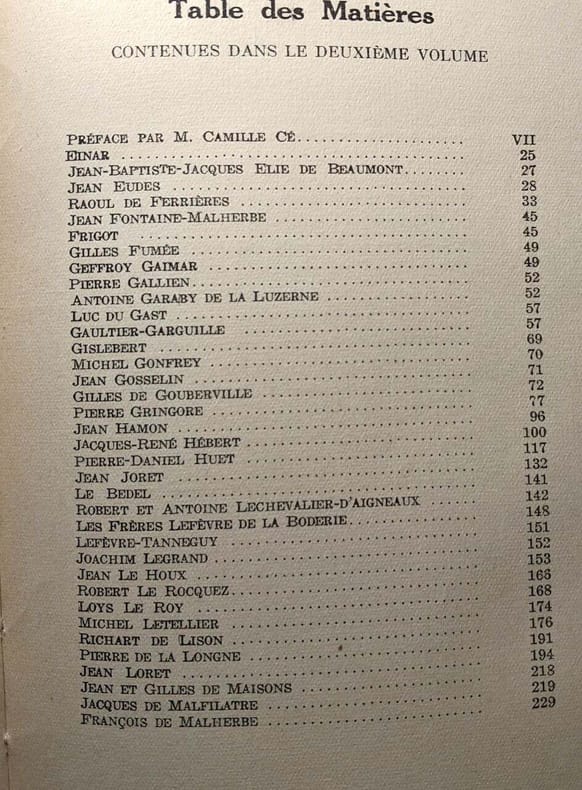 Table des Matières
CONTENUES DANS LE DEUXIÈME VOLUME
PRÉFACE PAR M. CAMILLE CÉ..................... VII
EINAR ..................... 25
JEAN-BAPTISTE-JACQUES ELIE DE BEAUMONT........ 27
JEAN EUDES ..................... 28
RAOUL DE FERRIÈRES ..................... 33
JEAN FONTAINE-MALHERBE ..................... 45
FRIGOT ..................... 45
GILLES FUMÉE ..................... 49
GEFFROY GAIMAR ..................... 49
PIERRE GALLIEN..................... 52
ANTOINE GARABY DE LA LUZERNE ..................... 52
LUC DU GAST ..................... 57
GAULTIER-GARGUILLE ..................... 57
GISLEBERT ..................... 69
MICHEL GONFREY ..................... 70
JEAN GOSSELIN ..................... 71
GILLES DE GOUBERVILLE ..................... 72
PIERRE GRINGORE ..................... 77
JEAN HAMON ..................... 96
JACQUES-RENÉ HÉBERT ..................... 100
PIERRE-DANIEL HUET ..................... 117
JEAN JORET ..................... 132
LE BEDEL ..................... 141
ROBERT ET ANTOINE LECHEVALIER-D'AIGNEAUX ...... 142
LES FRÈRES LEFÈVRE DE LA BODERIE................ 148
LEFÈVRE-TANNEGUY ..................... 151
JOACHIM LEGRAND ..................... 152
JEAN LE HOUX ..................... 153
ROBERT LE ROCQUEZ..................... 166
LOYS LE ROY ..................... 168
MICHEL LETELLIER ..................... 174
RICHART DE LISON ..................... 176
PIERRE DE LA LONGNE ..................... 191
JEAN LORET ..................... 194
JEAN ET GILLES DE MAISONS ..................... 218
JACQUES DE MALFILATRE ..................... 219
FRANÇOIS DE MALHERBE ..................... 229